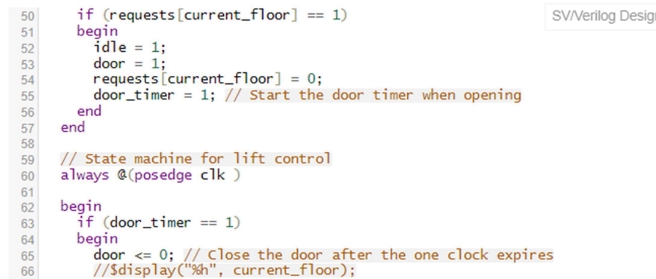 50 if (requests[current_floor] == 1)
SV/Verilog Design
51 begin
52 idle = 1;
53 door = 1;
54 requests[current_floor] = 0;
55 door_timer = 1; // Start the door timer when opening
56 end
57 end
58
59 // State machine for lift control
60 always @(posedge clk )
61
62 begin
63 if (door_timer == 1)
64 begin
65 door <= 0; // Close the door after the one clock expires
66 //$display("%h", current_floor);